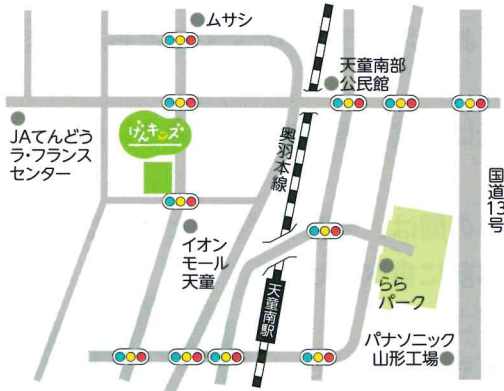 ムサシ
天童南部
公民館
JAてんどう
ラ・フランス
センター
げんキッズ
奥羽本線
国道13号
イオン
モール
天童
天童南駅
らら
パーク
パナソニック
山形工場